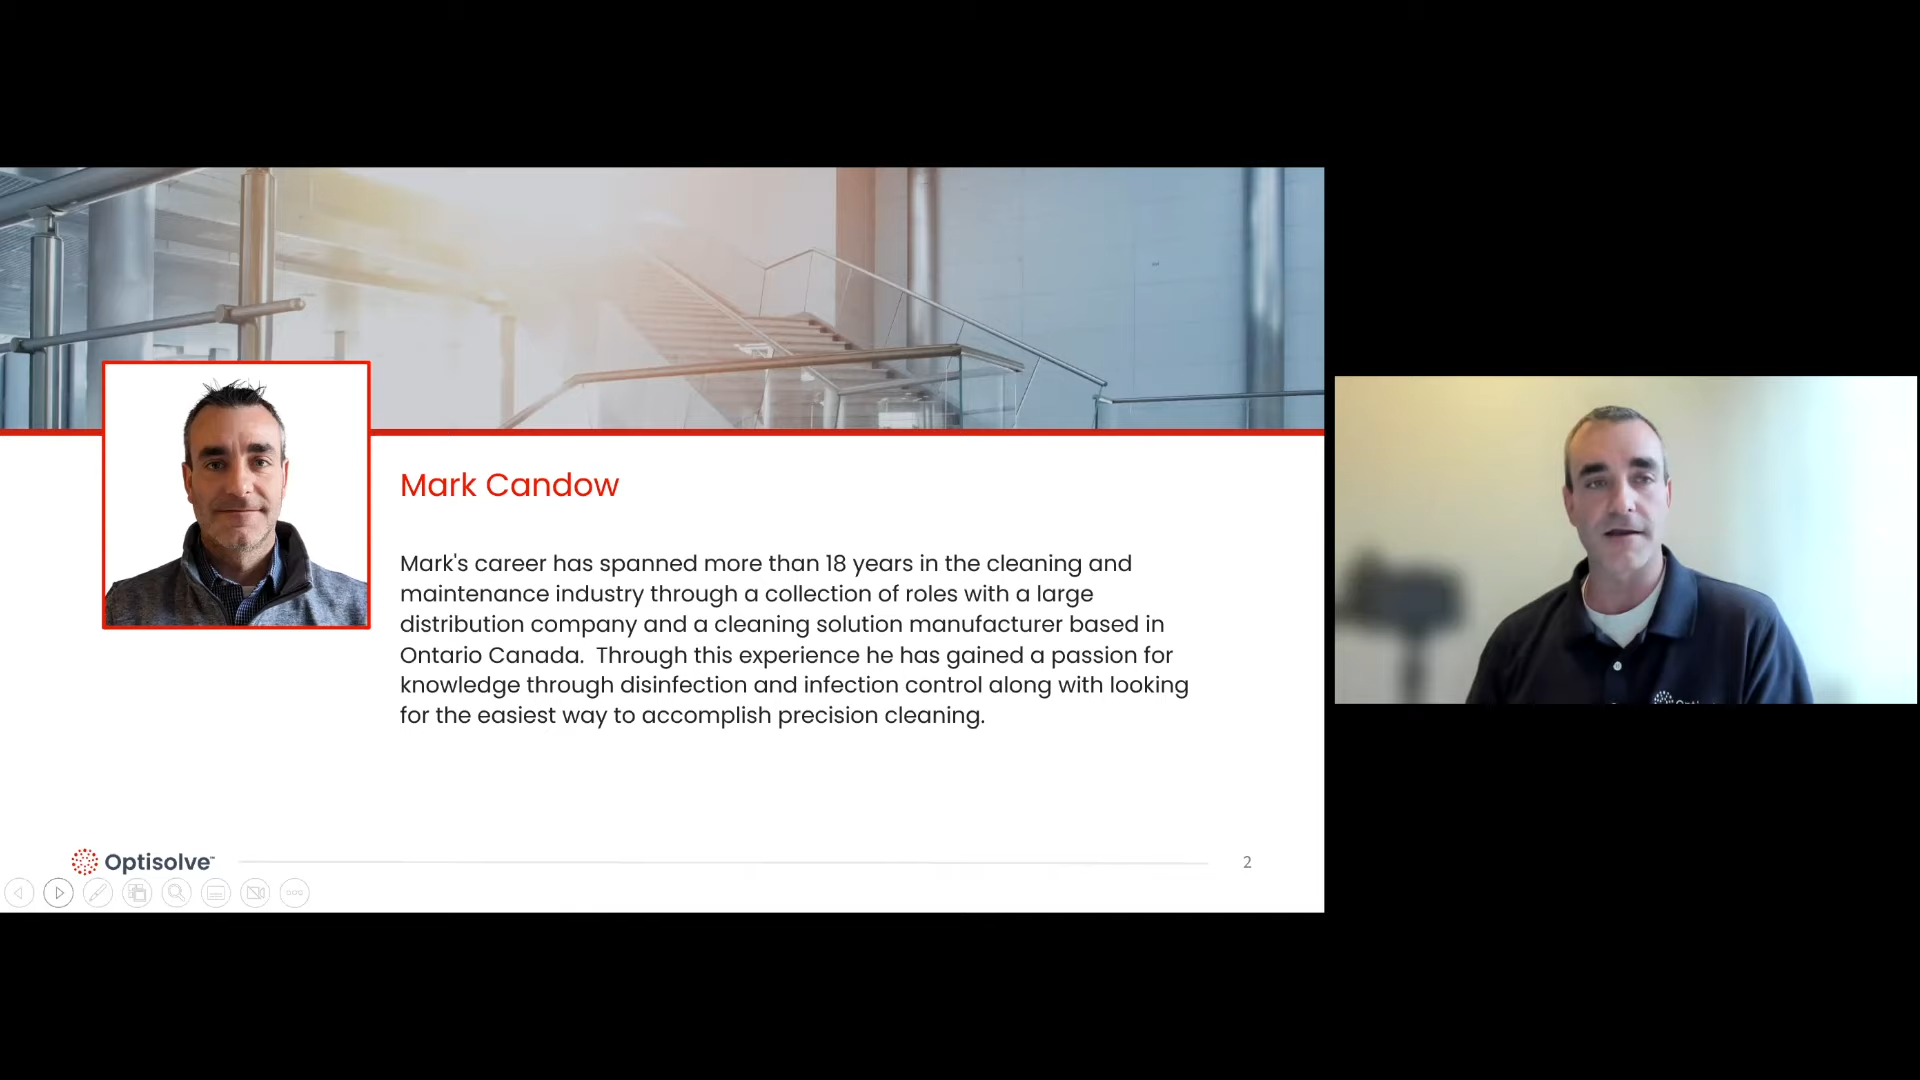 Mark Candow
Mark's career has spanned more than 18 years in the cleaning and
maintenance industry through a collection of roles with a large
distribution company and a cleaning solution manufacturer based in
Ontario Canada.  Through this experience he has gained a passion for
knowledge through disinfection and infection control along with looking
for the easiest way to accomplish precision cleaning.
Optisolve™
2